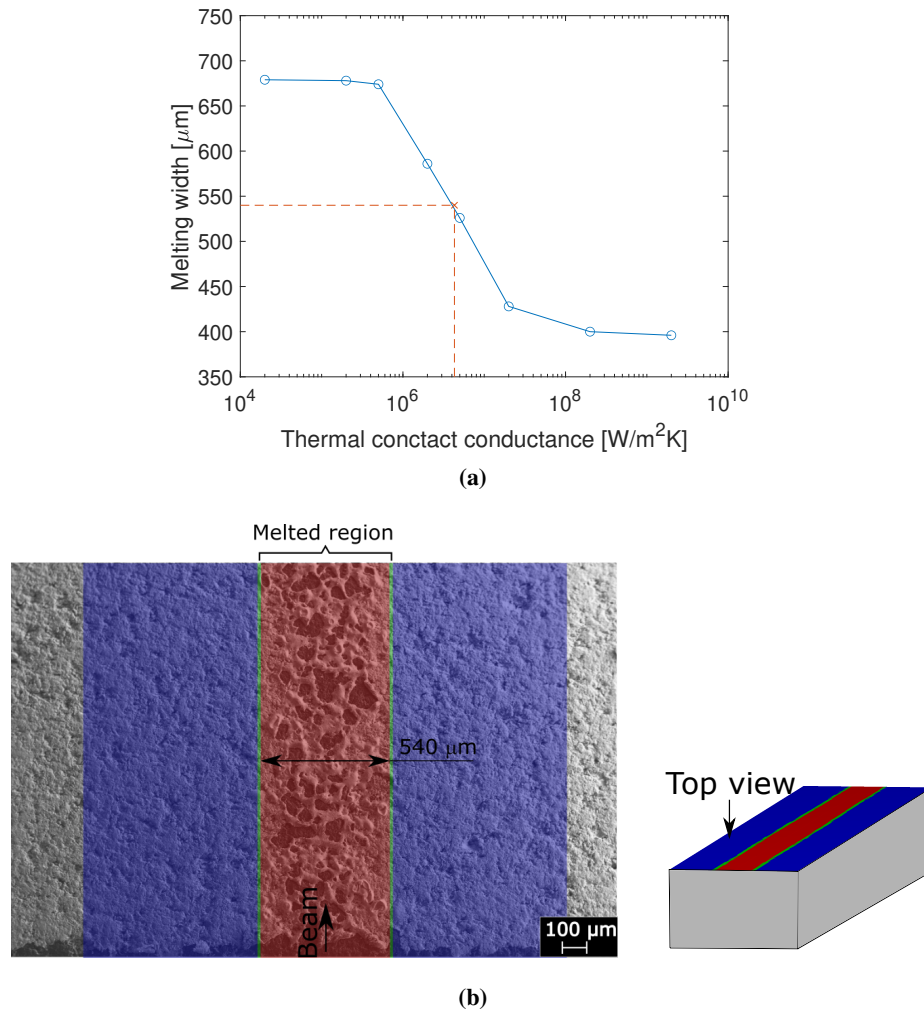 750
700
650
600
550
500
450
400
350
Melting width [μm]
10^4
10^6
10^8
10^10
Thermal conctact conductance [W/m^2K]
(a)
Melted region
540 μm
Beam
100 μm
Top view
(b)